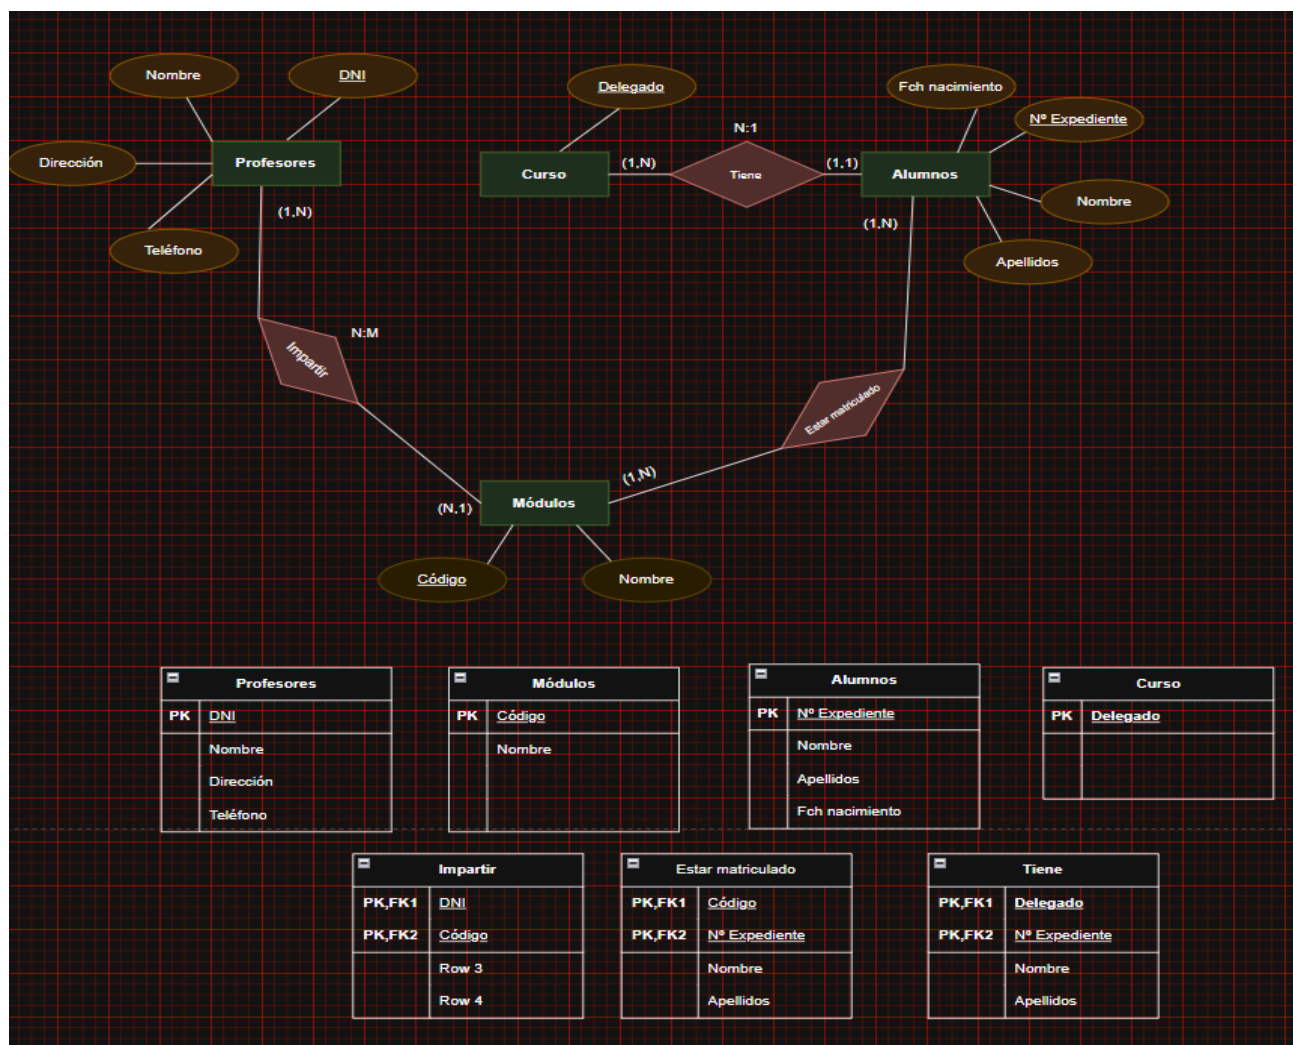 Nombre
DNI
Dirección
Profesores
Teléfono
(1,N)
Delegado
N:1
Curso
(1,N)
Tiene
(1,1)
Fch nacimiento
Nº Expediente
Alumnos
Nombre
(1,N)
Apellidos
N:M
Impartir
Estar matriculado
(1,N)
(N,1)
Módulos
Código
Nombre
Profesores
PK DNI
Nombre
Dirección
Teléfono
Módulos
PK Código
Nombre
Alumnos
PK Nº Expediente
Nombre
Apellidos
Fch nacimiento
Curso
PK Delegado
Impartir
PK,FK1 DNI
PK,FK2 Código
Row 3
Row 4
Estar matriculado
PK,FK1 Código
PK,FK2 Nº Expediente
Nombre
Apellidos
Tiene
PK,FK1 Delegado
PK,FK2 Nº Expediente
Nombre
Apellidos